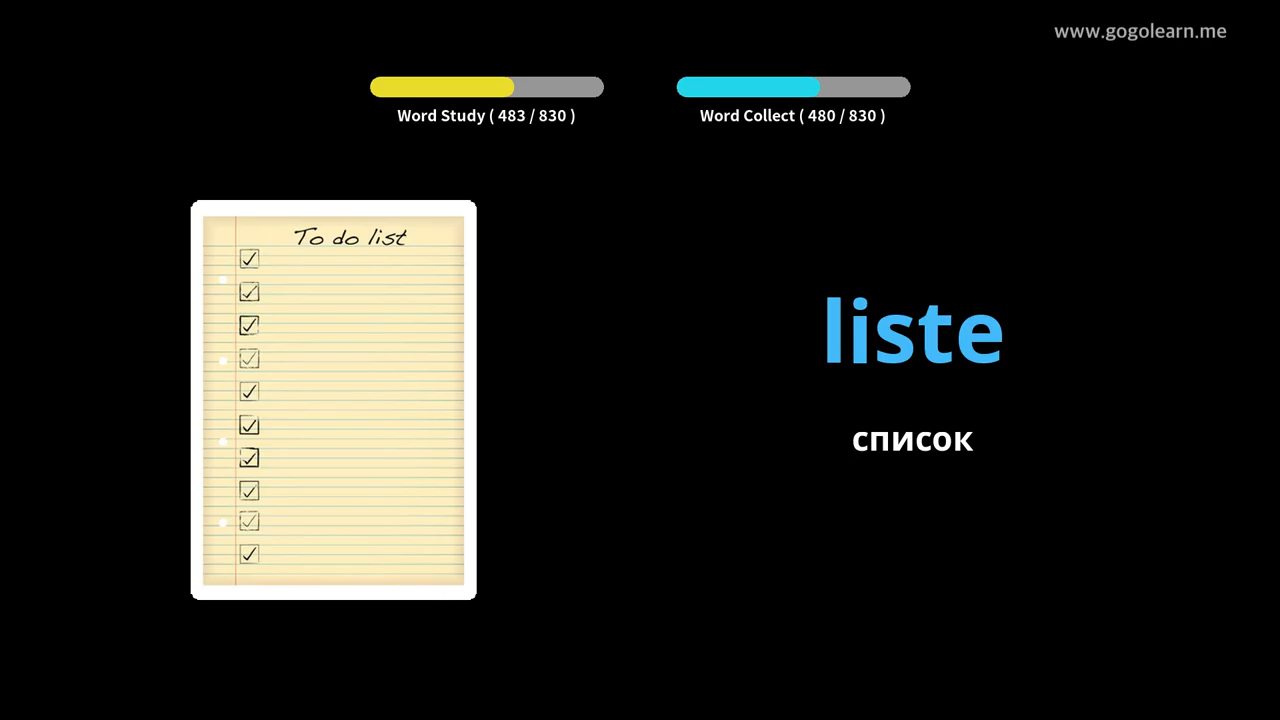 www.gogolearn.me
Word Study ( 483 / 830 )
Word Collect ( 480 / 830 )
To do list
liste
список